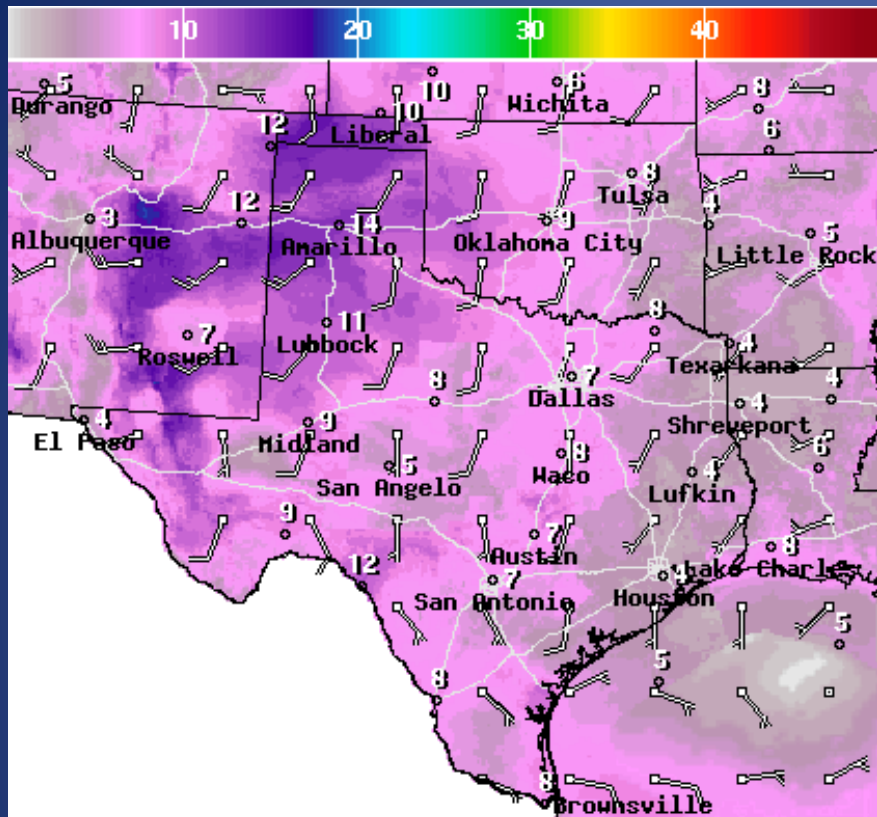 10 20 30 40
5 10 6 8
Durango Wichita
10
Liberal
12 6
8
Tulsa
3 12 14 9 4 5
Albuquerque Amarillo Oklahoma City Little Rock
7 11 8
Roswell Lubbock 4
Texarkana
8 7
Dallas 4 4
4 9 Shreveport
El Paso Midland 8
5 Waco 4 6
San Angelo Lufkin
9 7 8
Austin
12 7 4 Lake Charles
San Antonio Houston
5
8 5
8
Brownsville